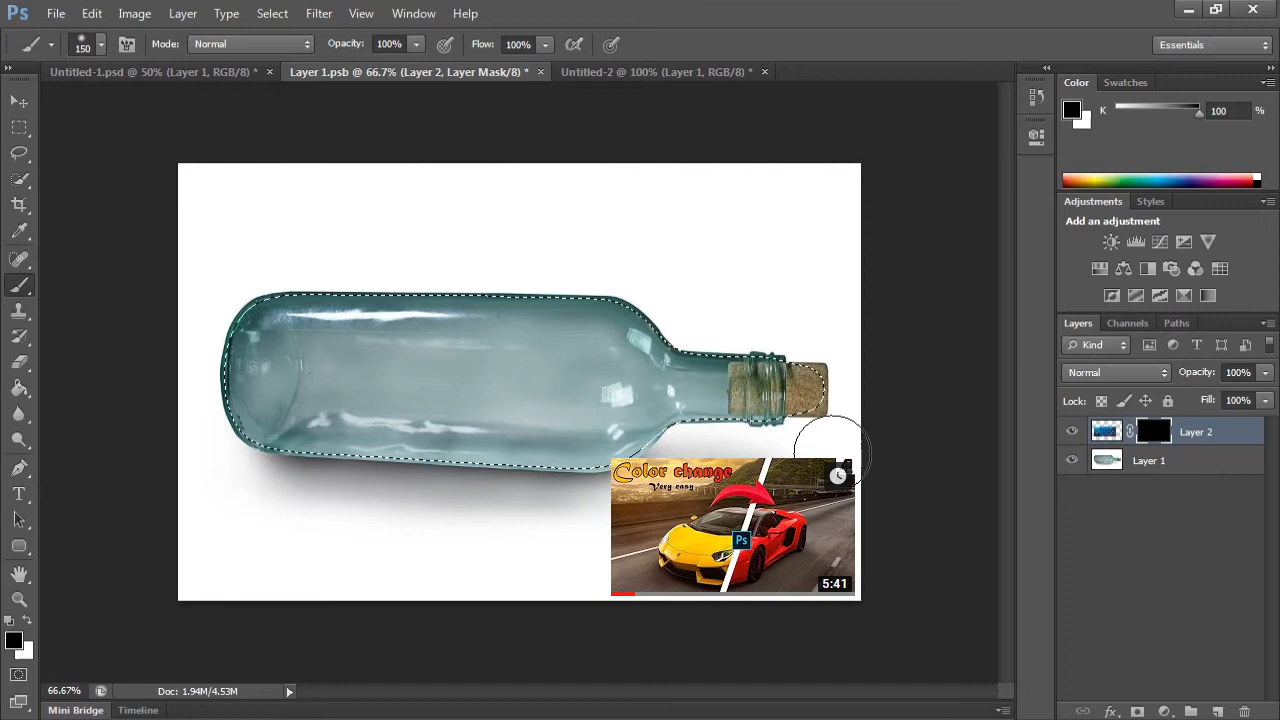 Ps File Edit Image Layer Type Select Filter View Window Help
150 Mode: Normal Opacity: 100% Flow: 100% Essentials
Untitled-1.psd @ 50% (Layer 1, RGB/8) * × Layer 1.psb @ 66.7% (Layer 2, Layer Mask/8) * × Untitled-2 @ 100% (Layer 1, RGB/8) * ×
Color Swatches
K 100 %
Adjustments Styles
Add an adjustment
Layers Channels Paths
Kind
Normal Opacity: 100%
Lock: Fill: 100%
Layer 2
Layer 1
Color change
Very easy
Ps
5:41
66.67% Doc: 1.94M/4.53M
Mini Bridge Timeline